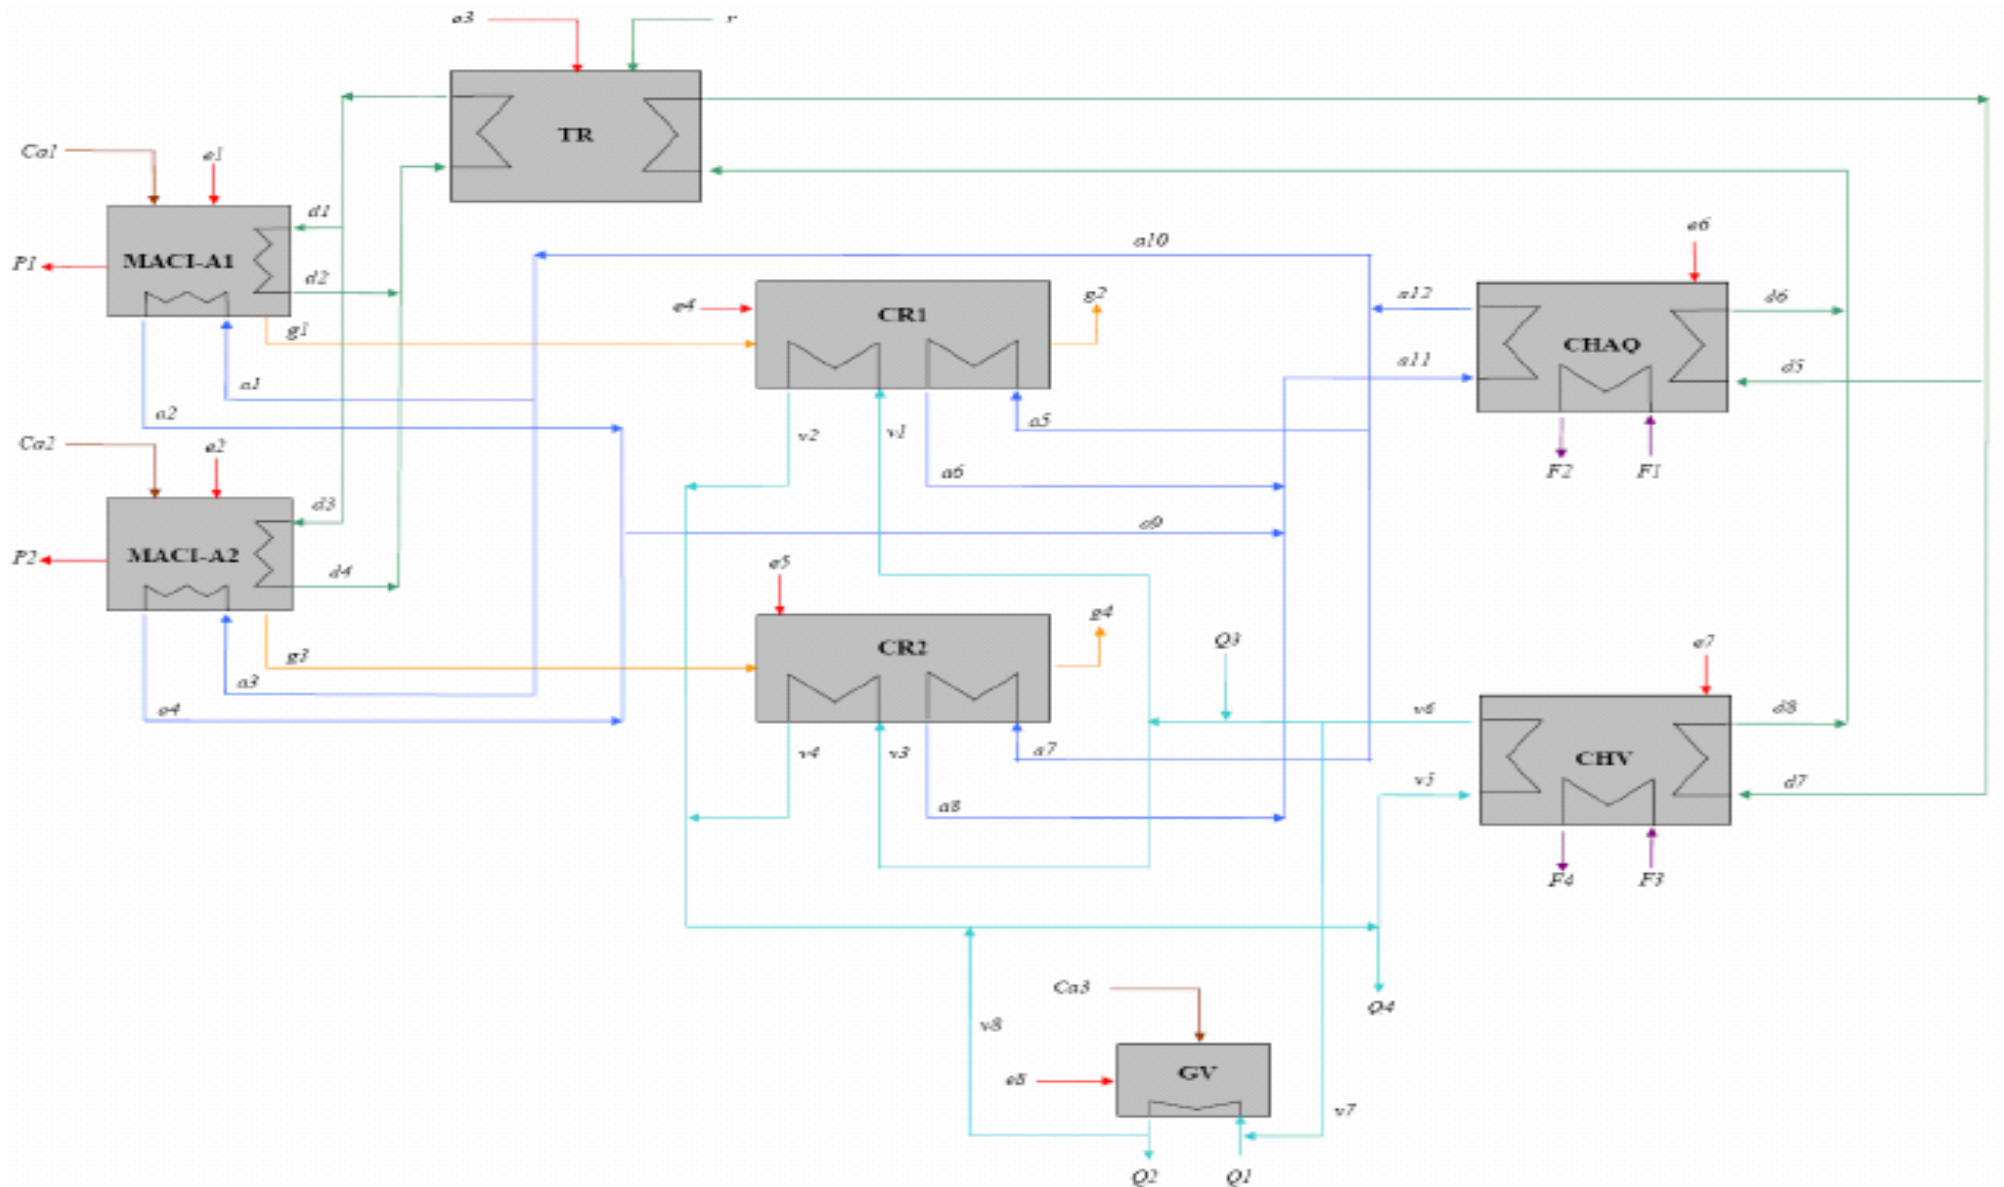 e3
r
TR
Ca1
e1
d1
MACI-A1
P1
d2
g1
a1
a2
a10
e4
CR1
g2
e6
a12
d6
CHAQ
a11
d5
v2
v1
a5
F2
F1
a6
Ca2
e2
d3
MACI-A2
P2
d4
a9
e5
g3
a3
a4
CR2
g4
Q3
e7
v6
d8
CHV
v4
v3
a7
v5
d7
a8
F4
F3
Ca3
Q4
v8
GV
e8
v7
Q2
Q1